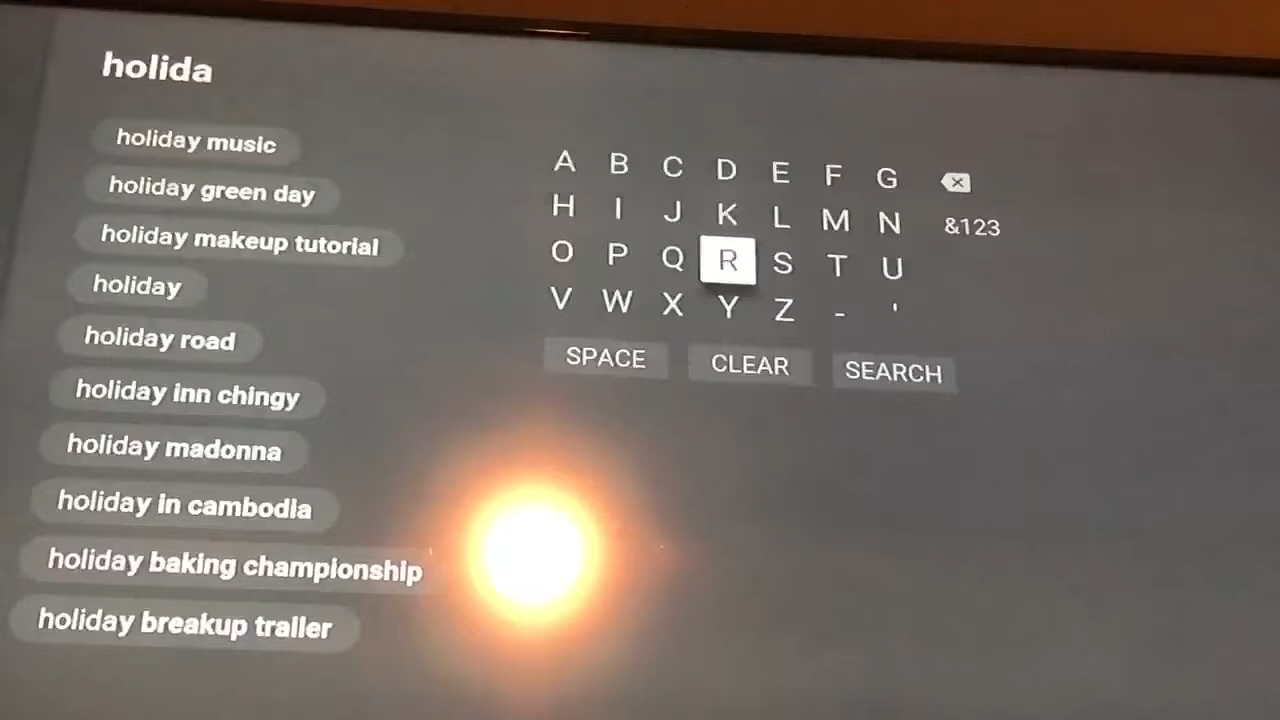 holida
holiday music
holiday green day
holiday makeup tutorial
holiday
holiday road
holiday inn chingy
holiday madonna
holiday in cambodia
holiday baking championship
holiday breakup trailer
A B C D E F G
H I J K L M N &123
O P Q R S T U
V W X Y Z - '
SPACE CLEAR SEARCH